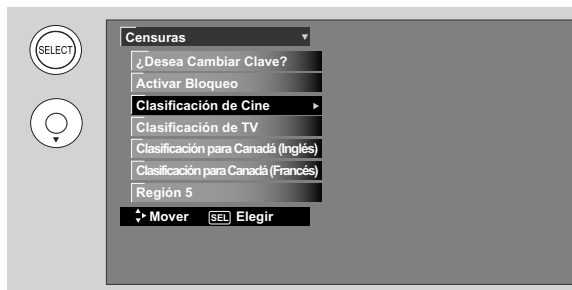 SELECT
Censuras
¿Desea Cambiar Clave?
Activar Bloqueo
Clasificación de Cine
Clasificación de TV
Clasificación para Canadá (Inglés)
Clasificación para Canadá (Francés)
Región 5
Mover SEL Elegir